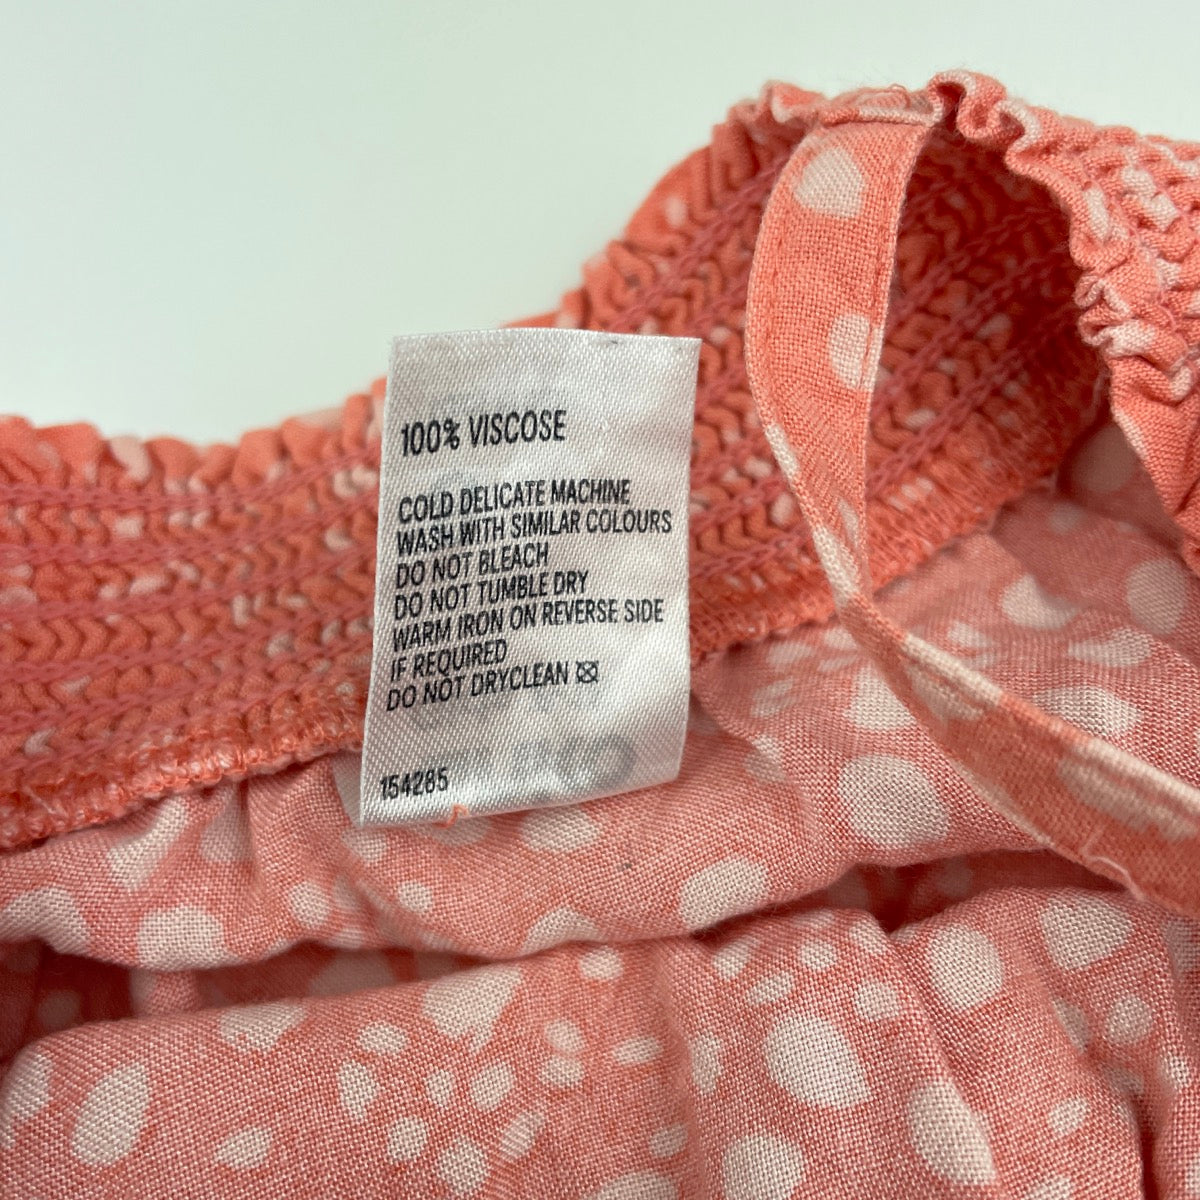 100% VISCOSE
COLD DELICATE MACHINE
WASH WITH SIMILAR COLOURS
DO NOT BLEACH
DO NOT TUMBLE DRY
WARM IRON ON REVERSE SIDE
IF REQUIRED
DO NOT DRYCLEAN
154285